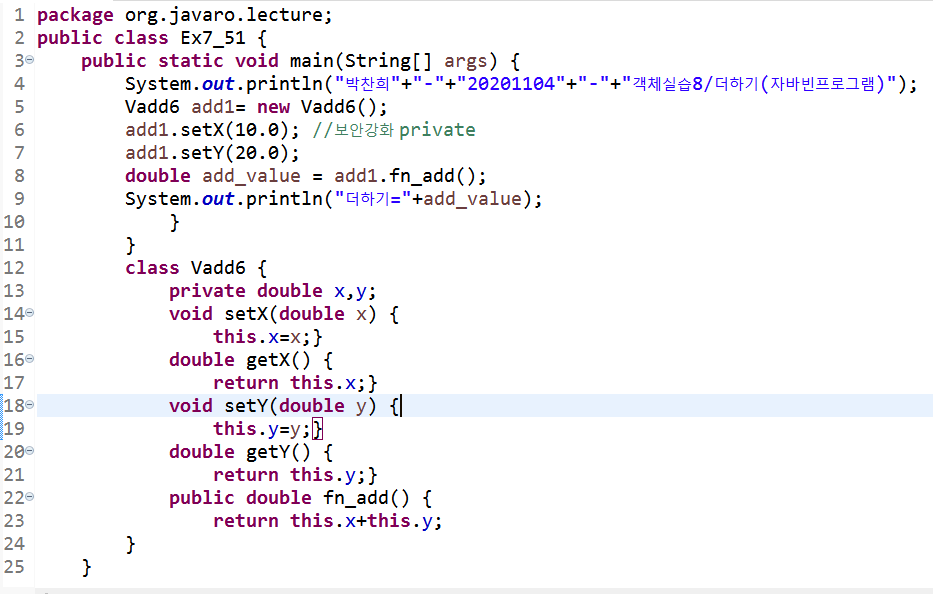 1 package org.javaro.lecture;
2 public class Ex7_51 {
3 public static void main(String[] args) {
4 System.out.println("박찬희"+"-"+"20201104"+"-"+"객체실습8/더하기(자바빈프로그램)");
5 Vadd6 add1= new Vadd6();
6 add1.setX(10.0); //보안강화 private
7 add1.setY(20.0);
8 double add_value = add1.fn_add();
9 System.out.println("더하기="+add_value);
10 }
11 }
12 class Vadd6 {
13 private double x,y;
14 void setX(double x) {
15 this.x=x;}
16 double getX() {
17 return this.x;}
18 void setY(double y) {
19 this.y=y;}
20 double getY() {
21 return this.y;}
22 public double fn_add() {
23 return this.x+this.y;
24 }
25 }